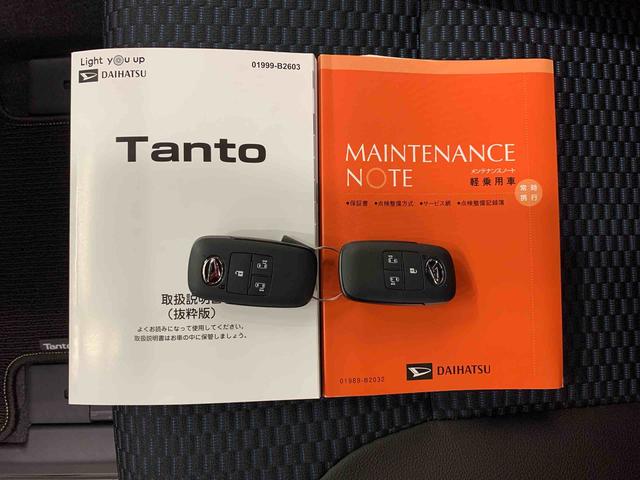 Light you up
DAIHATSU
01999-B2603
Tanto
取扱説明
（抜粋版）
よくお読みになって使用してください。
取扱説明書はお車の中に保管しましょう。
MAINTENANCE
NOTE
メンテナンスノート
軽乗用車
常時
携行
●保証書 ●点検整備方式 ●サービス網 ●点検整備記録簿
DAIHATSU
01989-B2032
Tanto